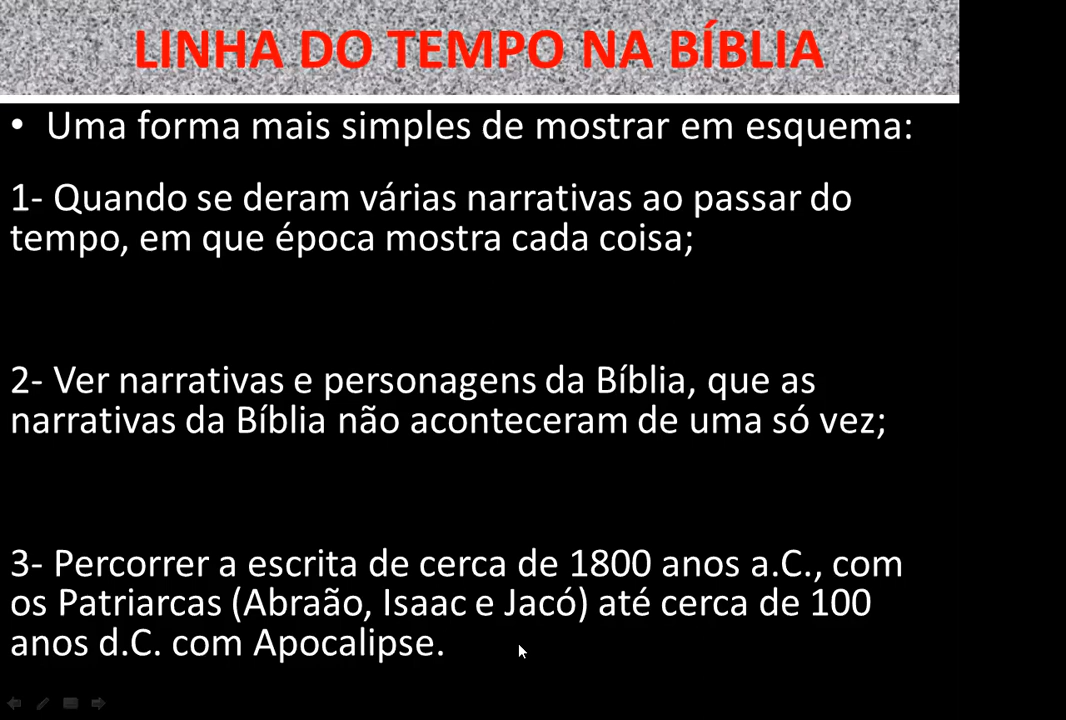 LINHA DO TEMPO NA BÍBLIA
• Uma forma mais simples de mostrar em esquema:
1- Quando se deram várias narrativas ao passar do
tempo, em que época mostra cada coisa;
2- Ver narrativas e personagens da Bíblia, que as
narrativas da Bíblia não aconteceram de uma só vez;
3- Percorrer a escrita de cerca de 1800 anos a.C., com
os Patriarcas (Abraão, Isaac e Jacó) até cerca de 100
anos d.C. com Apocalipse.